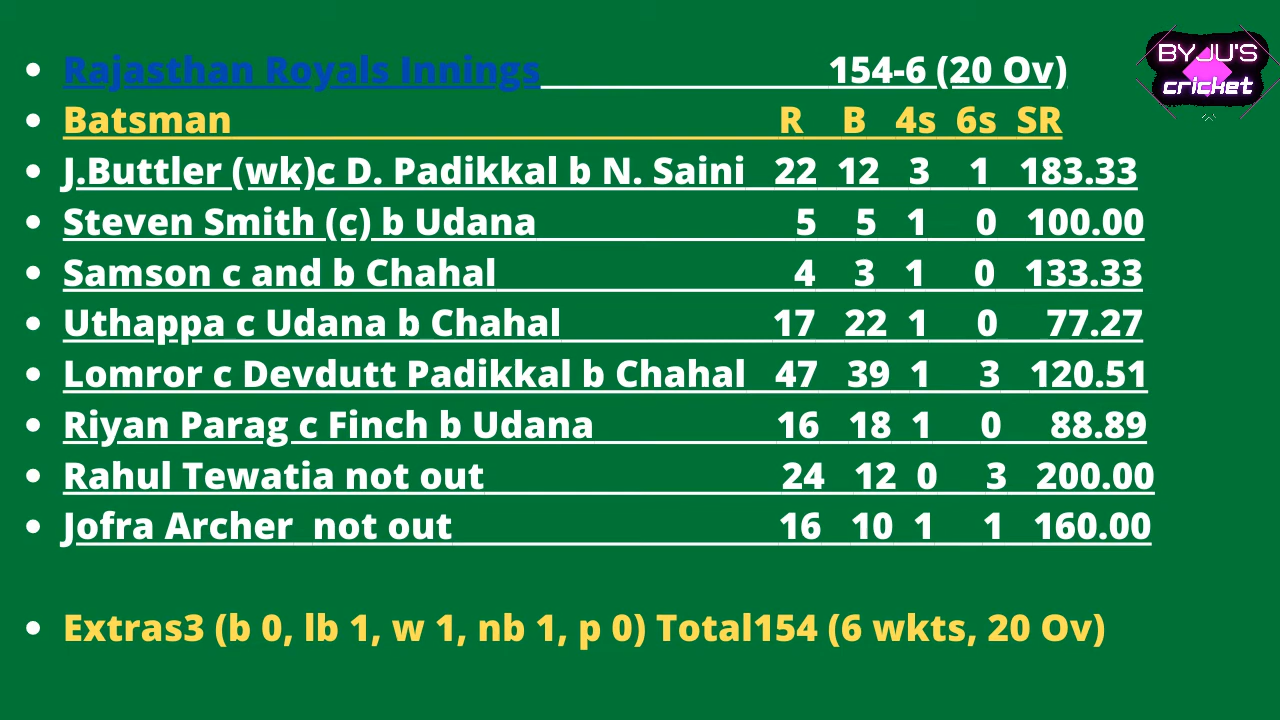 BYJU'S
cricket
• Rajasthan Royals Innings 154-6 (20 Ov)
• Batsman R B 4s 6s SR
• J.Buttler (wk)c D. Padikkal b N. Saini 22 12 3 1 183.33
• Steven Smith (c) b Udana 5 5 1 0 100.00
• Samson c and b Chahal 4 3 1 0 133.33
• Uthappa c Udana b Chahal 17 22 1 0 77.27
• Lomror c Devdutt Padikkal b Chahal 47 39 1 3 120.51
• Riyan Parag c Finch b Udana 16 18 1 0 88.89
• Rahul Tewatia not out 24 12 0 3 200.00
• Jofra Archer not out 16 10 1 1 160.00
• Extras3 (b 0, lb 1, w 1, nb 1, p 0) Total154 (6 wkts, 20 Ov)